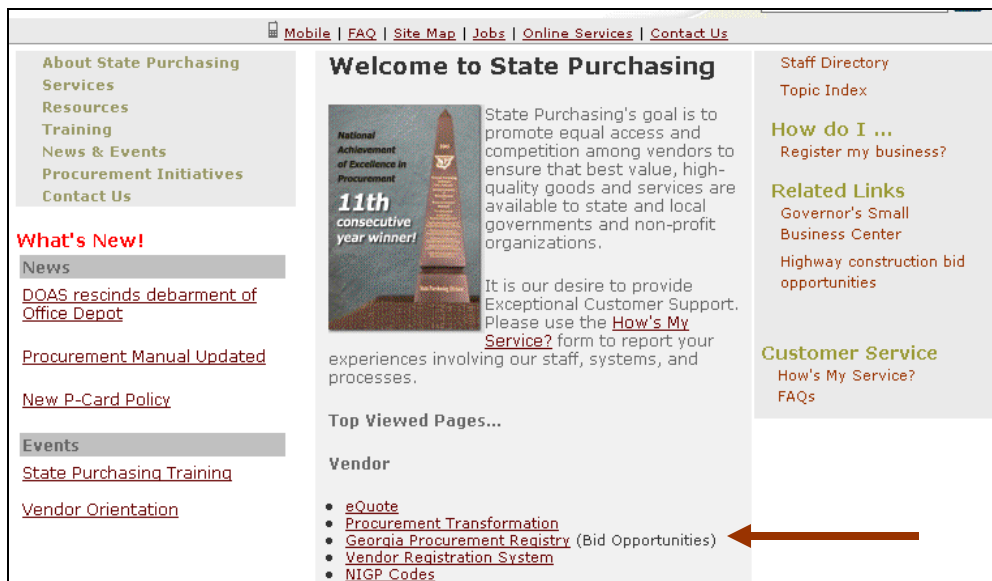 Mobile | FAQ | Site Map | Jobs | Online Services | Contact Us
About State Purchasing
Services
Resources
Training
News & Events
Procurement Initiatives
Contact Us
What's New!
News
DOAS rescinds debarment of
Office Depot
Procurement Manual Updated
New P-Card Policy
Events
State Purchasing Training
Vendor Orientation
Welcome to State Purchasing
National
Achievement
of Excellence in
Procurement
11th
consecutive
year winner!
State Purchasing's goal is to
promote equal access and
competition among vendors to
ensure that best value, high-
quality goods and services are
available to state and local
governments and non-profit
organizations.
It is our desire to provide
Exceptional Customer Support.
Please use the How's My
Service? form to report your
experiences involving our staff, systems, and
processes.
Top Viewed Pages...
Vendor
• eQuote
• Procurement Transformation
• Georgia Procurement Registry (Bid Opportunities)
• Vendor Registration System
• NIGP Codes
Staff Directory
Topic Index
How do I ...
Register my business?
Related Links
Governor's Small
Business Center
Highway construction bid
opportunities
Customer Service
How's My Service?
FAQs